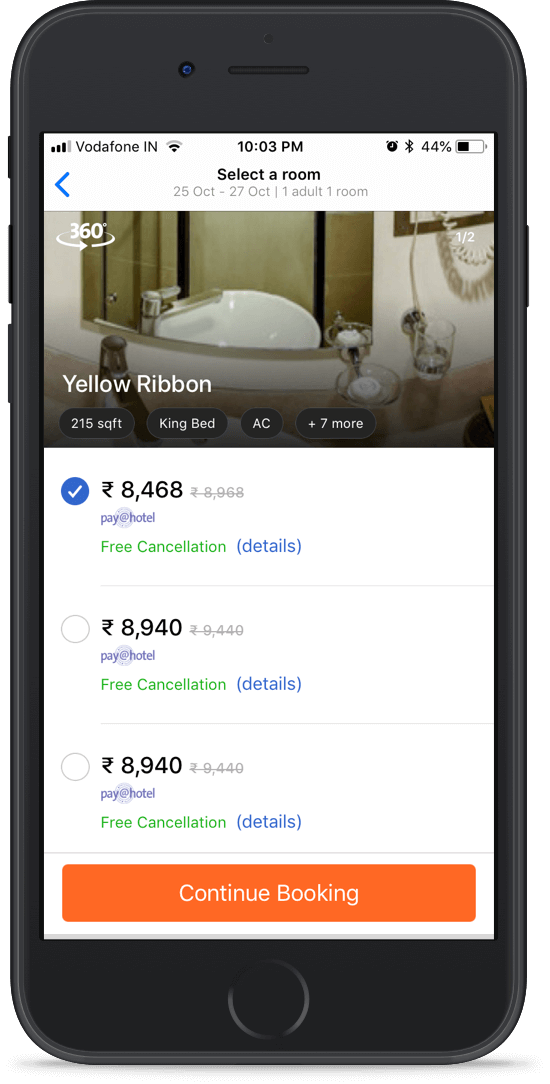 Vodafone IN 10:03 PM 44%
Select a room
25 Oct - 27 Oct | 1 adult 1 room
360° 1/2
Yellow Ribbon
215 sqft King Bed AC + 7 more
₹ 8,468 ₹ 8,968
pay@hotel
Free Cancellation (details)
₹ 8,940 ₹ 9,440
pay@hotel
Free Cancellation (details)
₹ 8,940 ₹ 9,440
pay@hotel
Free Cancellation (details)
Continue Booking